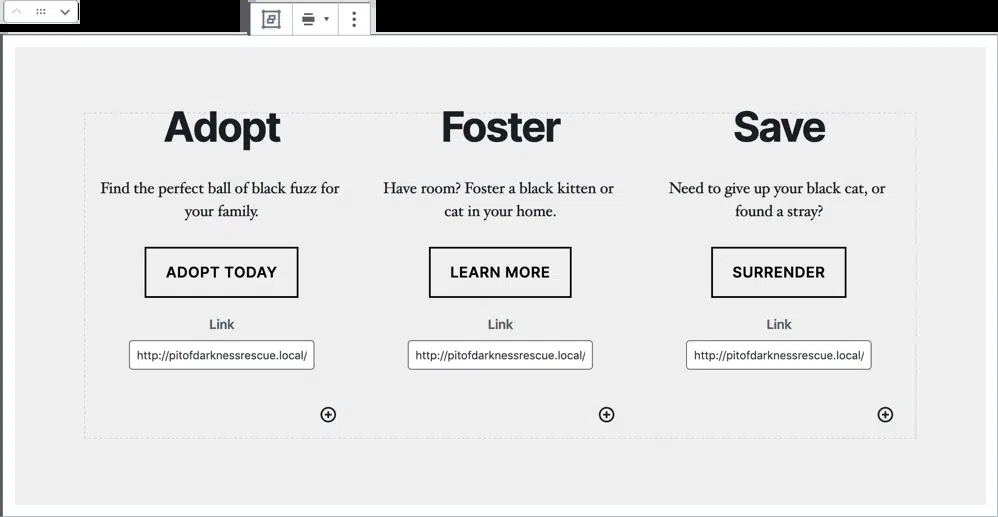 Adopt
Find the perfect ball of black fuzz for
your family.
ADOPT TODAY
Link
http://pitofdarknessrescue.local/
Foster
Have room? Foster a black kitten or
cat in your home.
LEARN MORE
Link
http://pitofdarknessrescue.local/
Save
Need to give up your black cat, or
found a stray?
SURRENDER
Link
http://pitofdarknessrescue.local/